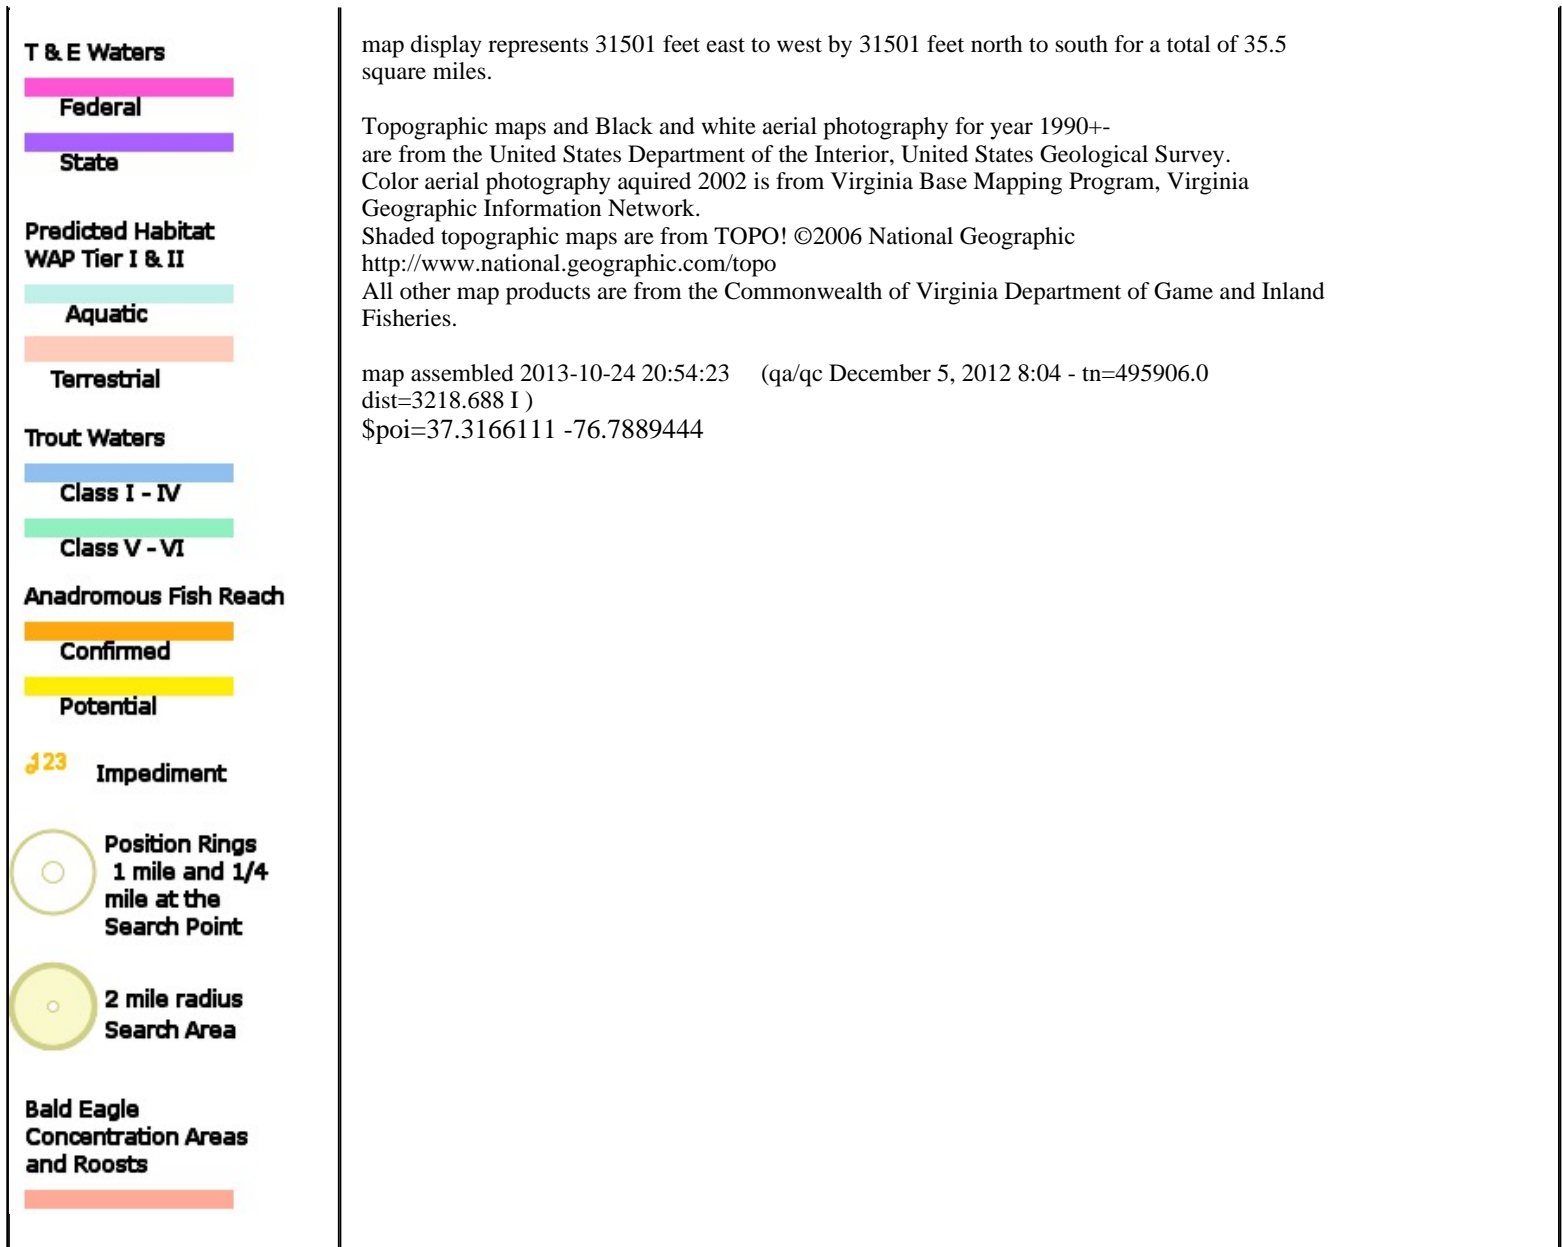 T & E Waters
Federal
State
Predicted Habitat
WAP Tier I & II
Aquatic
Terrestrial
Trout Waters
Class I - IV
Class V - VI
Anadromous Fish Reach
Confirmed
Potential
123 Impediment
Position Rings
1 mile and 1/4
mile at the
Search Point
2 mile radius
Search Area
Bald Eagle
Concentration Areas
and Roosts
map display represents 31501 feet east to west by 31501 feet north to south for a total of 35.5
square miles.
Topographic maps and Black and white aerial photography for year 1990+-
are from the United States Department of the Interior, United States Geological Survey.
Color aerial photography aquired 2002 is from Virginia Base Mapping Program, Virginia
Geographic Information Network.
Shaded topographic maps are from TOPO! ©2006 National Geographic
http://www.national.geographic.com/topo
All other map products are from the Commonwealth of Virginia Department of Game and Inland
Fisheries.
map assembled 2013-10-24 20:54:23 (qa/qc December 5, 2012 8:04 - tn=495906.0
dist=3218.688 I )
$poi=37.3166111 -76.7889444